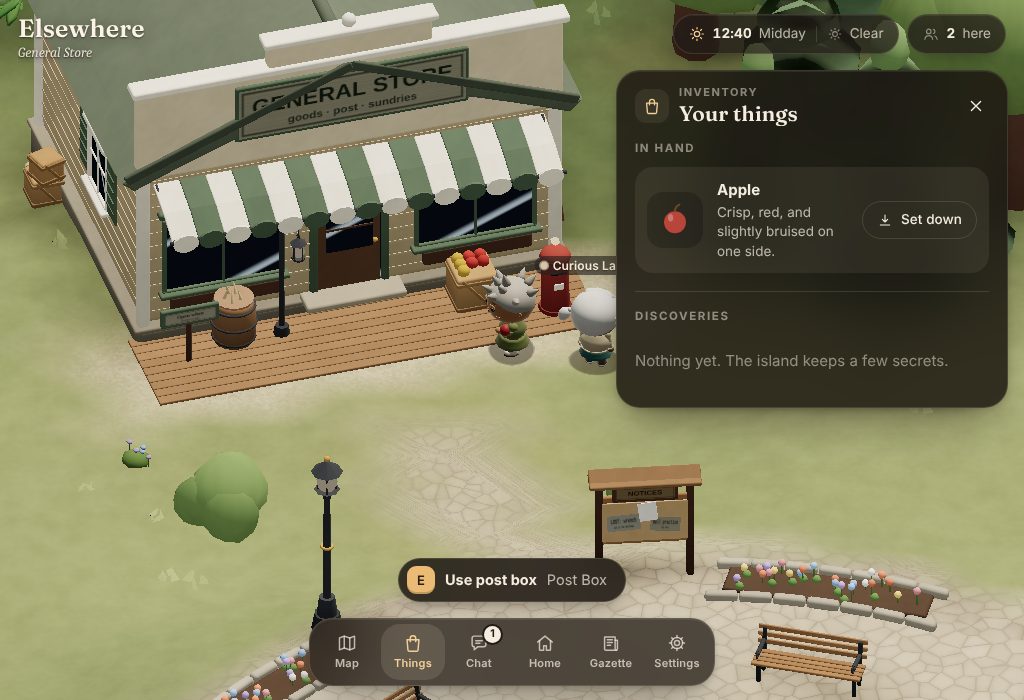 Elsewhere
General Store
12:40 Midday
Clear
2 here
INVENTORY
Your things
IN HAND
Apple
Crisp, red, and
slightly bruised on
one side.
Set down
DISCOVERIES
Nothing yet. The island keeps a few secrets.
GENERAL STORE
goods · post · sundries
Curious La
NOTICES
E Use post box Post Box
1
Map
Things
Chat
Home
Gazette
Settings